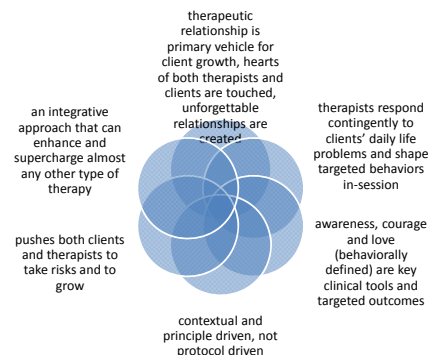 therapeutic
relationship is
primary vehicle for
client growth, hearts
of both therapists and
clients are touched,
unforgettable
relationships are
created
therapists respond
contingently to
clients' daily life
problems and shape
targeted behaviors
in-session
awareness, courage
and love
(behaviorally
defined) are key
clinical tools and
targeted outcomes
contextual and
principle driven, not
protocol driven
pushes both clients
and therapists to
take risks and to
grow
an integrative
approach that can
enhance and
supercharge almost
any other type of
therapy